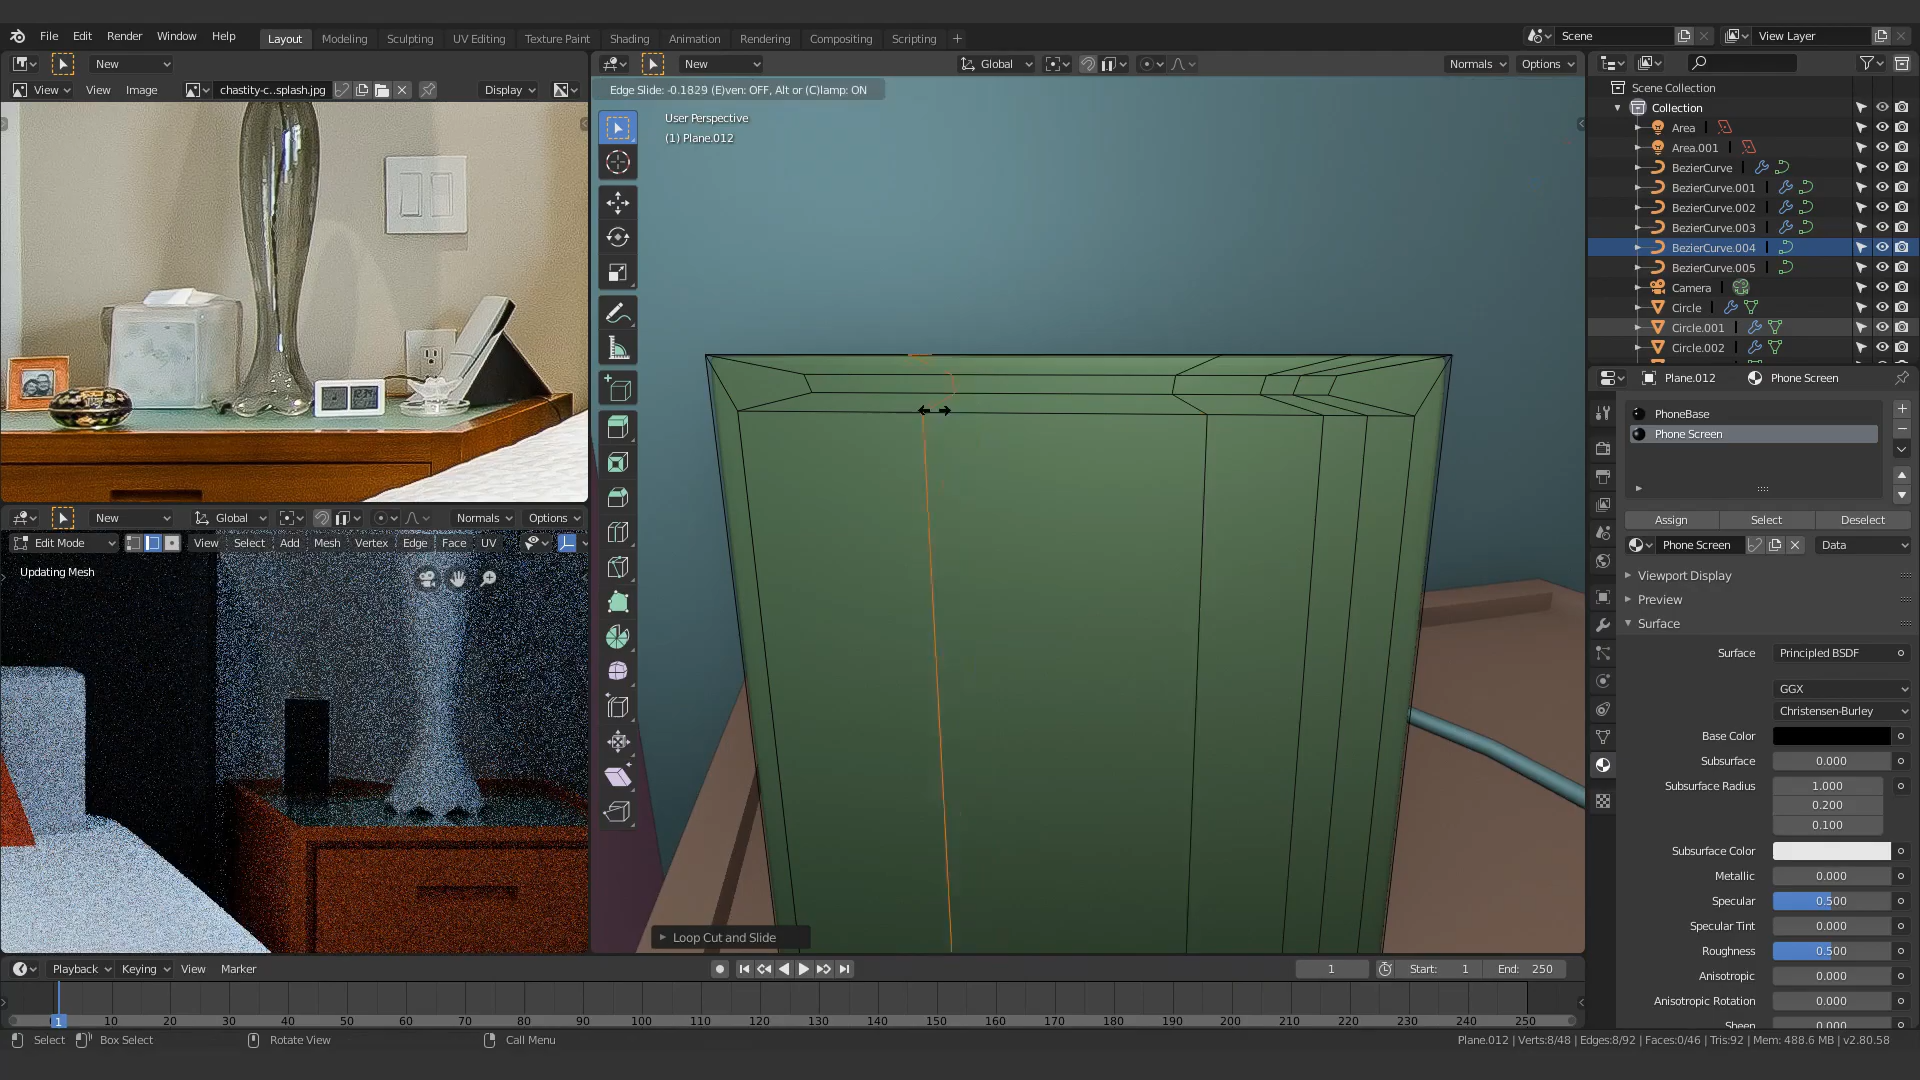 File Edit Render Window Help
Layout Modeling Sculpting UV Editing Texture Paint Shading Animation Rendering Compositing Scripting +
Scene
View Layer
New
View View Image chastity-c..splash.jpg Display
New Global Normals Options
Edge Slide: -0.1829 (E)ven: OFF, Alt or (C)lamp: ON
User Perspective
(1) Plane.012
Loop Cut and Slide
New Global Normals Options
Edit Mode View Select Add Mesh Vertex Edge Face UV
Updating Mesh
Scene Collection
Collection
Area
Area.001
BezierCurve
BezierCurve.001
BezierCurve.002
BezierCurve.003
BezierCurve.004
BezierCurve.005
Camera
Circle
Circle.001
Circle.002
Plane.012 Phone Screen
PhoneBase
Phone Screen
Assign Select Deselect
Phone Screen Data
Viewport Display
Preview
Surface
Surface Principled BSDF
GGX
Christensen-Burley
Base Color
Subsurface 0.000
Subsurface Radius 1.000
0.200
0.100
Subsurface Color
Metallic 0.000
Specular 0.500
Specular Tint 0.000
Roughness 0.500
Anisotropic 0.000
Anisotropic Rotation 0.000
Sheen 0.000
Playback Keying View Marker
1 Start: 1 End: 250
1 10 20 30 40 50 60 70 80 90 100 110 120 130 140 150 160 170 180 190 200 210 220 230 240 250
Select Box Select Rotate View Call Menu
Plane.012 | Verts:8/48 | Edges:8/92 | Faces:0/46 | Tris:92 | Mem: 488.6 MB | v2.80.58